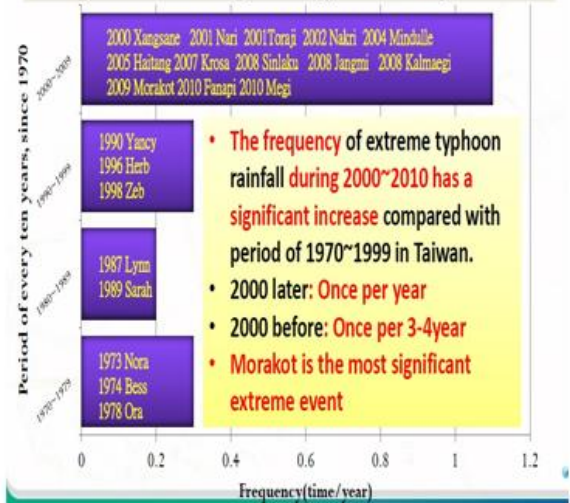 Period of every ten years, since 1970
2000~2009
2000 Xangsane 2001 Nari 2001Toraji 2002 Nakri 2004 Mindulle
2005 Haitang 2007 Krosa 2008 Sinlaku 2008 Jangmi 2008 Kalmaegi
2009 Morakot 2010 Fanapi 2010 Megi
1990~1999
1990 Yancy
1996 Herb
1998 Zeb
1980~1989
1987 Lynn
1989 Sarah
1970~1979
1973 Nora
1974 Bess
1978 Ora
• The frequency of extreme typhoon
rainfall during 2000~2010 has a
significant increase compared with
period of 1970~1999 in Taiwan.
• 2000 later: Once per year
• 2000 before: Once per 3-4year
• Morakot is the most significant
extreme event
0 0.2 0.4 0.6 0.8 1 1.2
Frequency(time/year)